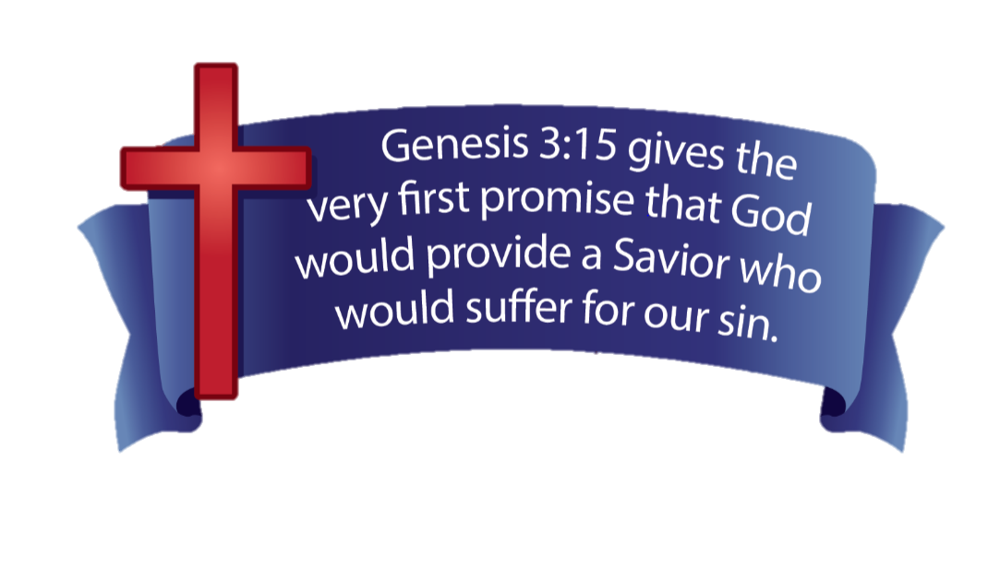 Genesis 3:15 gives the
very first promise that God
would provide a Savior who
would suffer for our sin.